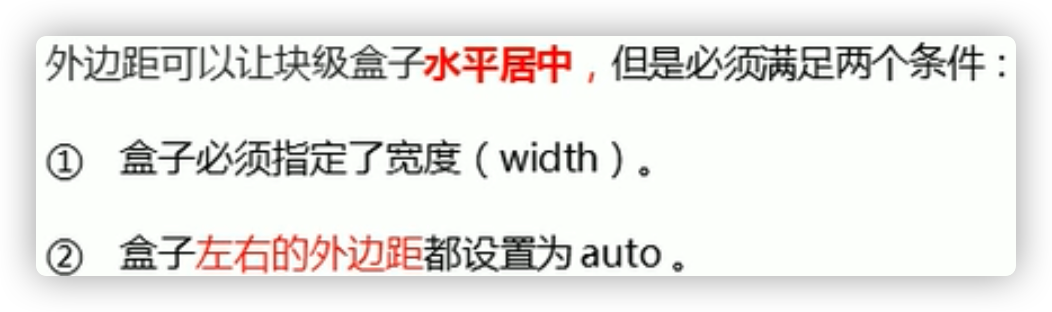 外边距可以让块级盒子水平居中，但是必须满足两个条件：
① 盒子必须指定了宽度（width）。
② 盒子左右的外边距都设置为 auto 。